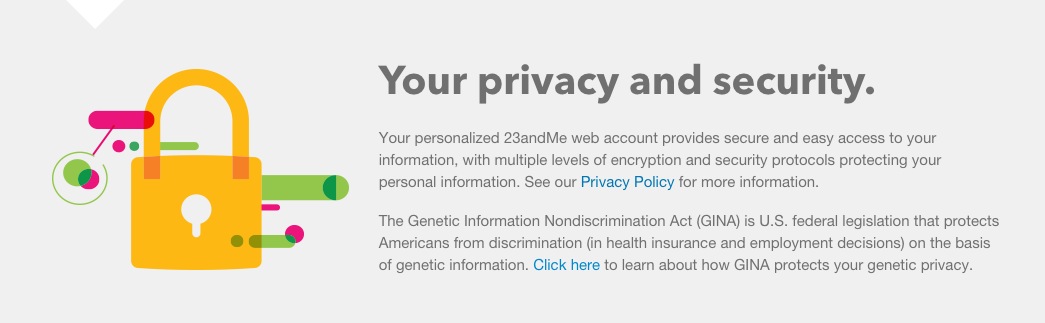 Your privacy and security.
Your personalized 23andMe web account provides secure and easy access to your
information, with multiple levels of encryption and security protocols protecting your
personal information. See our Privacy Policy for more information.
The Genetic Information Nondiscrimination Act (GINA) is U.S. federal legislation that protects
Americans from discrimination (in health insurance and employment decisions) on the basis
of genetic information. Click here to learn about how GINA protects your genetic privacy.